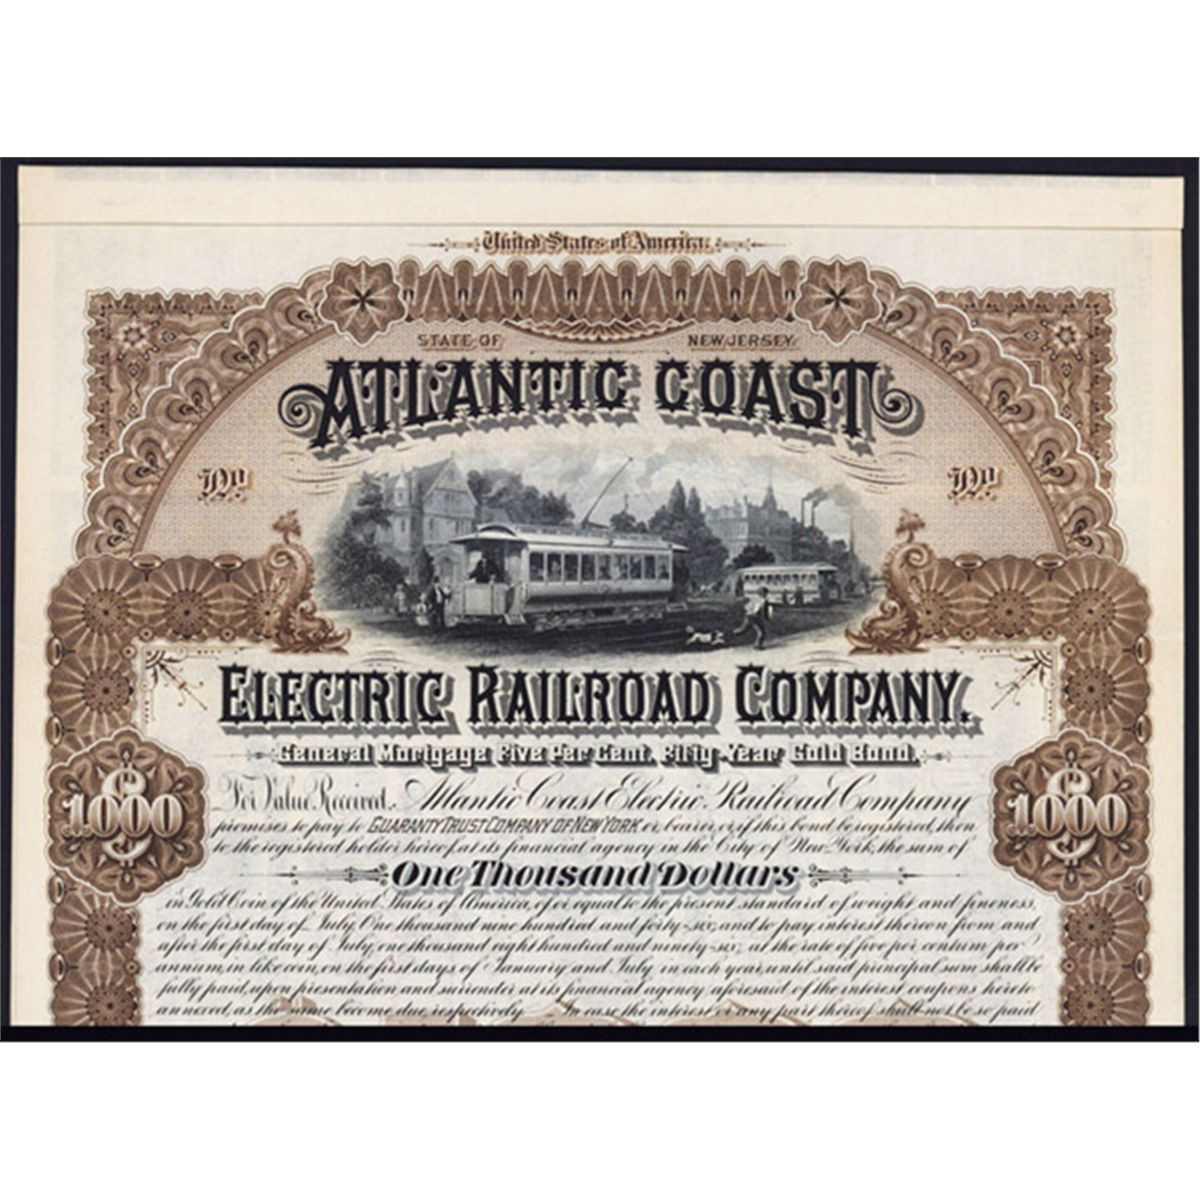 United States of America.
STATE OF NEW JERSEY.
ATLANTIC COAST
No No
ELECTRIC RAILROAD COMPANY.
General Mortgage Five Per Cent. Fifty-Year Gold Bond.
$1.000 $1.000
For Value Received, Atlantic Coast Electric Railroad Company
promises to pay to GUARANTY TRUST COMPANY OF NEW YORK or bearer, or if this bond be registered, then
to the registered holder hereof, at its financial agency in the City of New York, the sum of
One Thousand Dollars
in Gold Coin of the United States of America, of or equal to the present standard of weight and fineness,
on the first day of July, One thousand nine hundred and forty-six; and to pay interest thereon from and
after the first day of July, one thousand eight hundred and ninety-six, at the rate of five per centum per
annum, in like coin, on the first days of January and July, in each year, until said principal sum shall be
fully paid, upon presentation and surrender at its financial agency aforesaid of the interest coupons hereto
annexed, as the same become due, respectively. In case the interest or any part thereof shall not be so paid